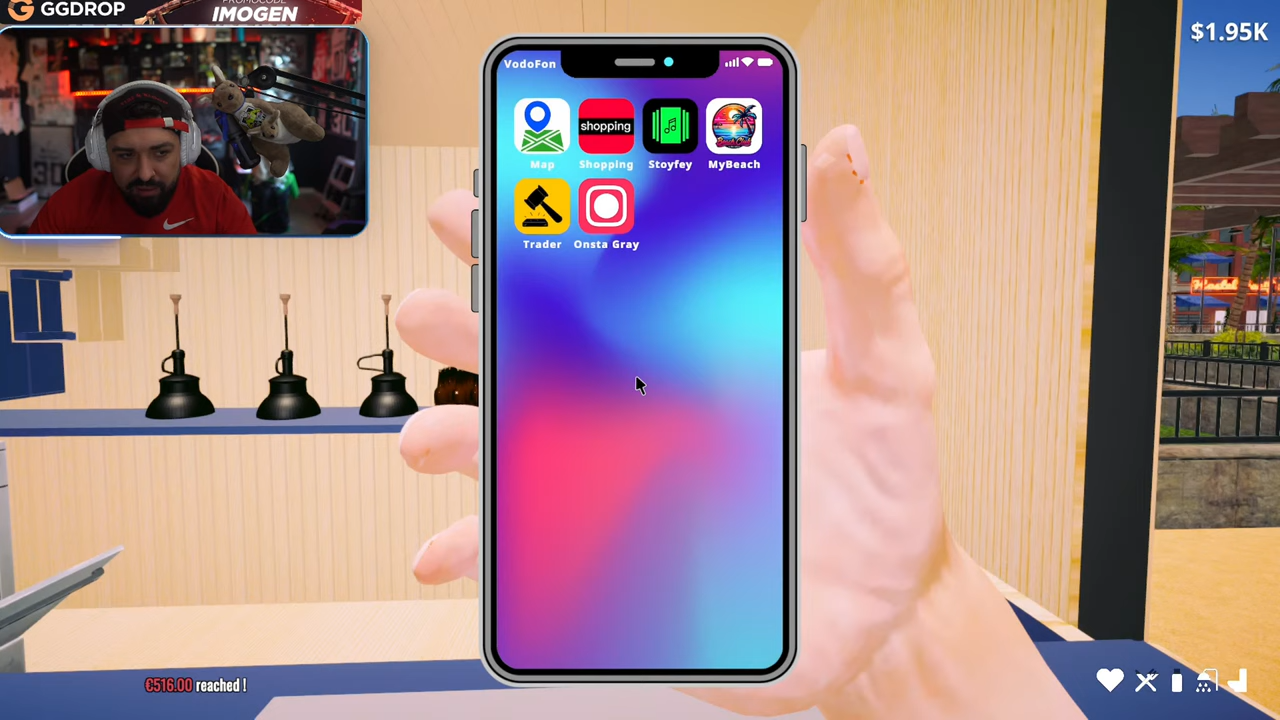 GGDROP
PROMOCODE
IMOGEN
$1.95K
VodoFon
shopping
Map
Shopping
Stoyfey
MyBeach
Trader
Onsta Gray
€516.00 reached !